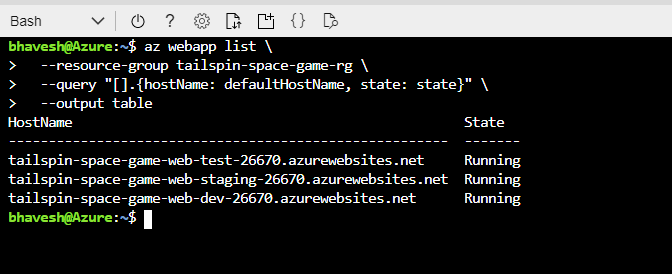 Bash
bhavesh@Azure:~$ az webapp list \
>   --resource-group tailspin-space-game-rg \
>   --query "[].{hostName: defaultHostName, state: state}" \
>   --output table
HostName                                             State
---------------------------------------------------  -------
tailspin-space-game-web-test-26670.azurewebsites.net     Running
tailspin-space-game-web-staging-26670.azurewebsites.net  Running
tailspin-space-game-web-dev-26670.azurewebsites.net      Running
bhavesh@Azure:~$